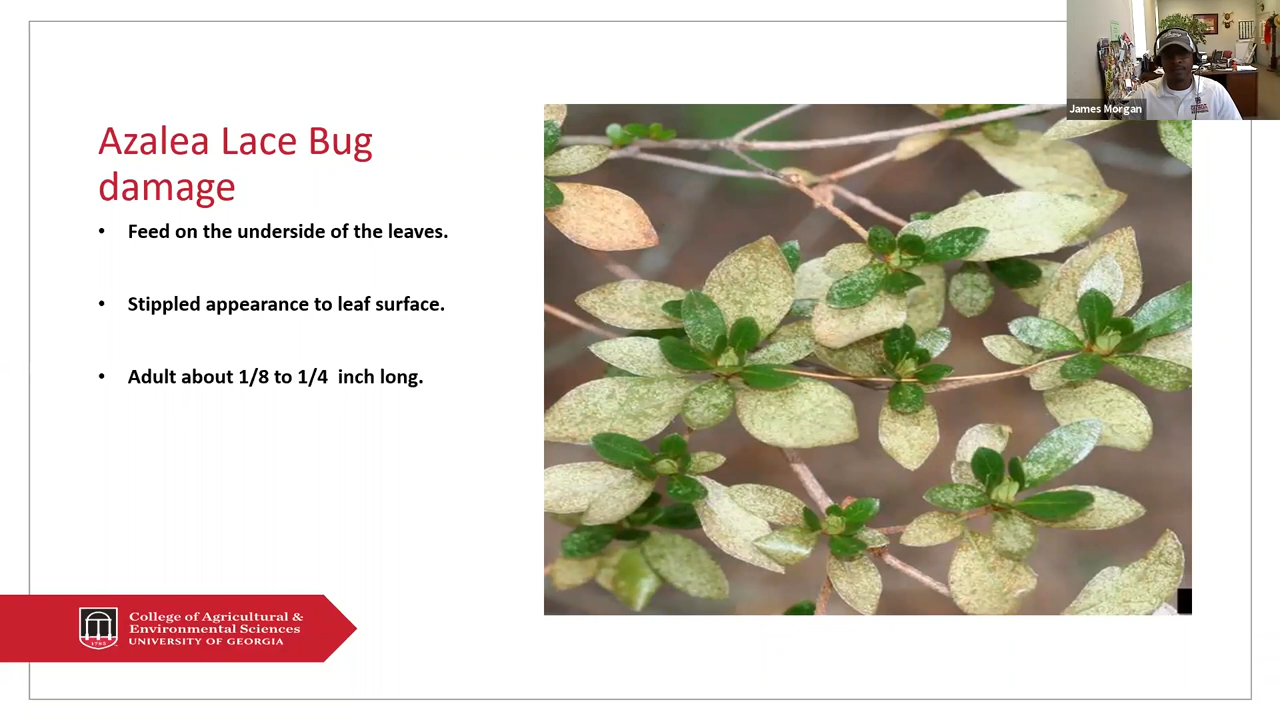 James Morgan
Azalea Lace Bug
damage
• Feed on the underside of the leaves.
• Stippled appearance to leaf surface.
• Adult about 1/8 to 1/4  inch long.
College of Agricultural &
Environmental Sciences
UNIVERSITY OF GEORGIA
1785